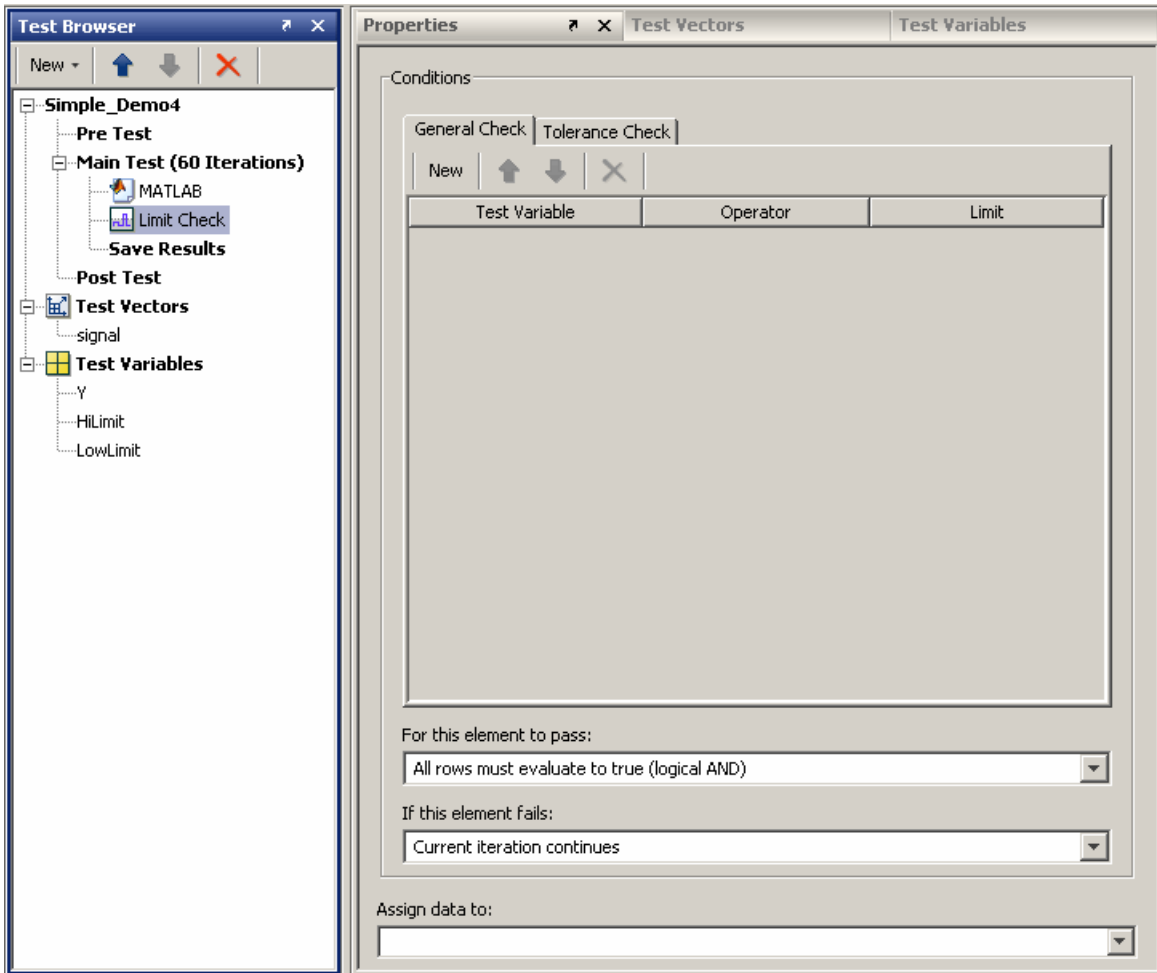 Test Browser
New
Simple_Demo4
Pre Test
Main Test (60 Iterations)
MATLAB
Limit Check
Save Results
Post Test
Test Vectors
signal
Test Variables
Y
HiLimit
LowLimit
Properties
Test Vectors
Test Variables
Conditions
General Check
Tolerance Check
New
Test Variable
Operator
Limit
For this element to pass:
All rows must evaluate to true (logical AND)
If this element fails:
Current iteration continues
Assign data to: